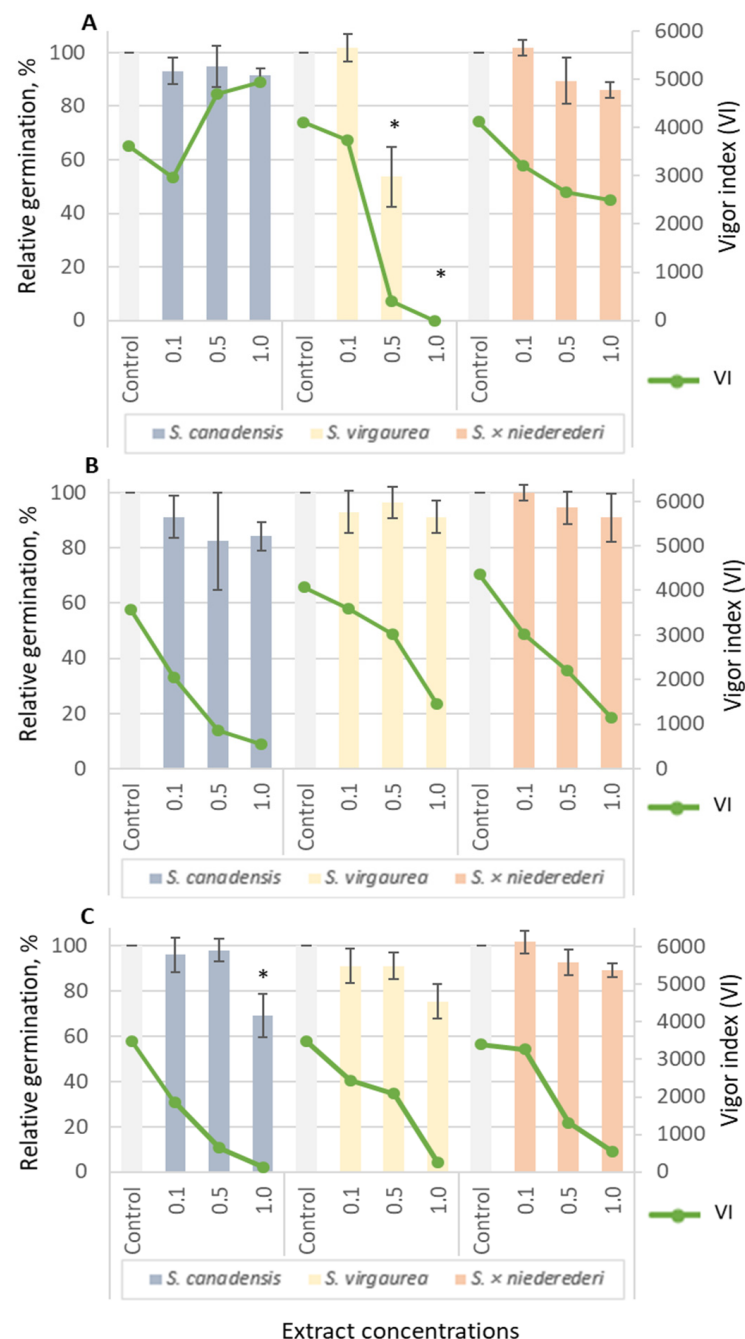 A
Relative germination, %
100
80
60
40
20
0
*
*
6000
5000
4000
3000
2000
1000
0
Vigor index (VI)
Control 0.1 0.5 1.0 Control 0.1 0.5 1.0 Control 0.1 0.5 1.0
VI
S. canadensis S. virgaurea S. × niederederi
B
Relative germination, %
100
80
60
40
20
0
6000
5000
4000
3000
2000
1000
0
Vigor index (VI)
Control 0.1 0.5 1.0 Control 0.1 0.5 1.0 Control 0.1 0.5 1.0
VI
S. canadensis S. virgaurea S. × niederederi
C
Relative germination, %
100
80
60
40
20
0
*
6000
5000
4000
3000
2000
1000
0
Vigor index (VI)
Control 0.1 0.5 1.0 Control 0.1 0.5 1.0 Control 0.1 0.5 1.0
VI
S. canadensis S. virgaurea S. × niederederi
Extract concentrations